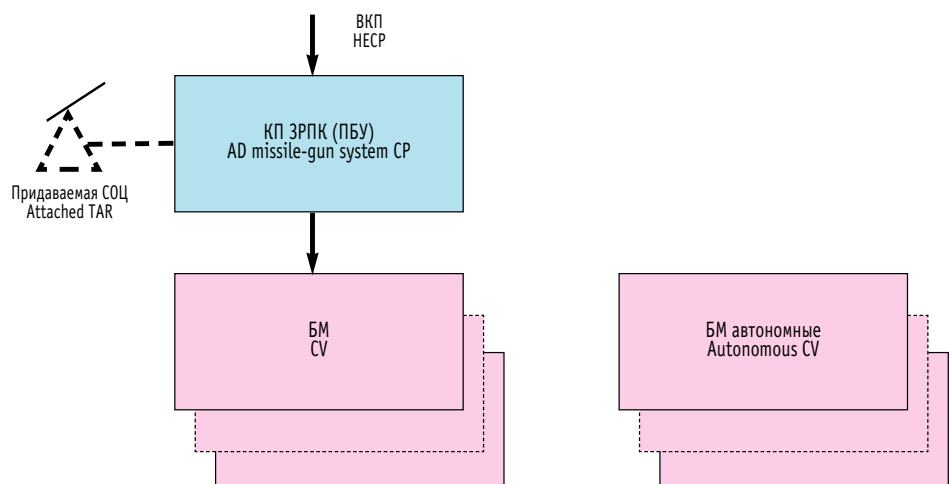 ВКП
HECP
КП ЗРПК (ПБУ)
AD missile-gun system CP
Придаваемая СОЦ
Attached TAR
БМ
CV
БМ автономные
Autonomous CV